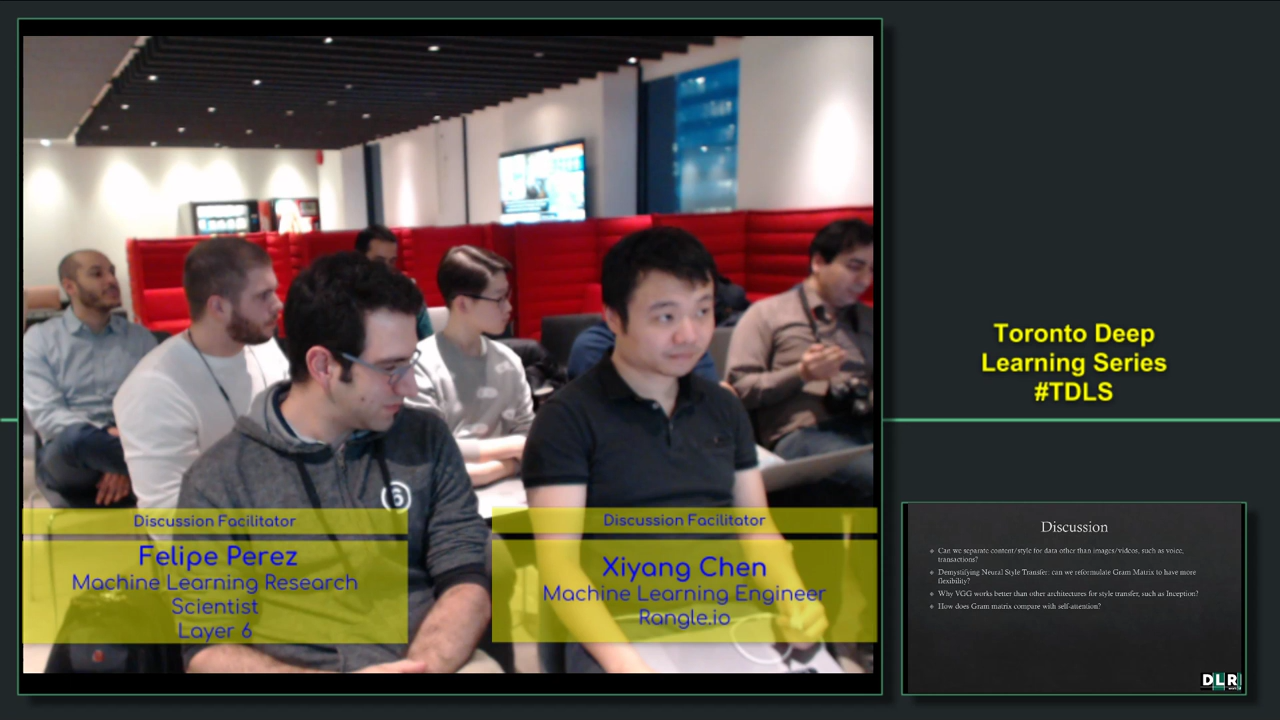 Discussion Facilitator
Felipe Perez
Machine Learning Research
Scientist
Layer 6
Discussion Facilitator
Xiyang Chen
Machine Learning Engineer
Rangle.io
6
Toronto Deep
Learning Series
#TDLS
Discussion
Can we separate content/style for data other than images/videos, such as voice,
transactions?
Demystifying Neural Style Transfer: can we reformulate Gram Matrix to have more
flexibility?
Why VGG works better than other architectures for style transfer, such as Inception?
How does Gram matrix compare with self-attention?
DLR